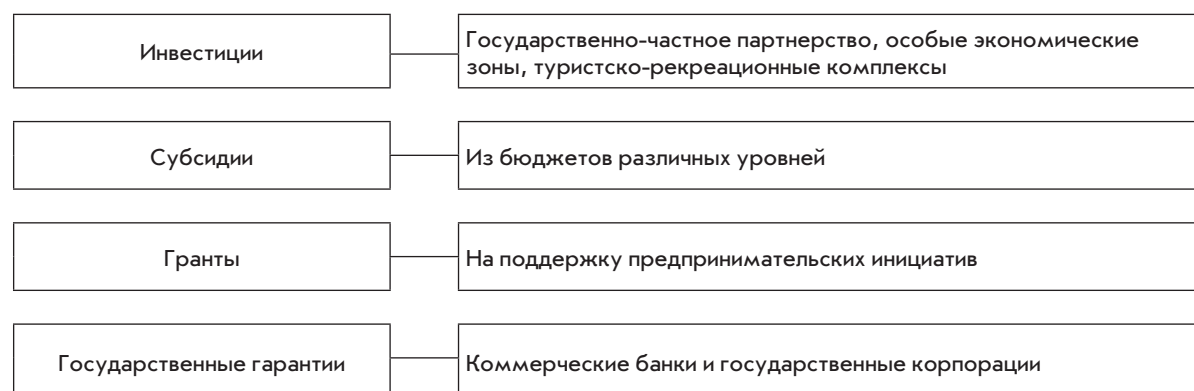 Инвестиции
Государственно-частное партнерство, особые экономические
зоны, туристско-рекреационные комплексы
Субсидии
Из бюджетов различных уровней
Гранты
На поддержку предпринимательских инициатив
Государственные гарантии
Коммерческие банки и государственные корпорации